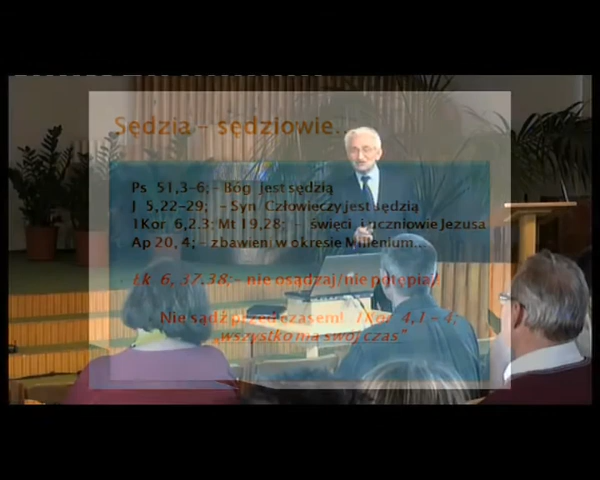 Sędzia – sędziowie...
Ps 51,3-6; - Bóg jest sędzią
J 5,22-29; - Syn Człowieczy jest sędzią
1Kor 6,2.3; Mt 19,28; - święci i uczniowie Jezusa
Ap 20, 4; - zbawieni w okresie Millenium...
Łk 6, 37.38; - nie osądzaj/nie potępiaj
- Nie sądź przed czasem! 1Kor 4,1-4;
„wszystko ma swój czas"